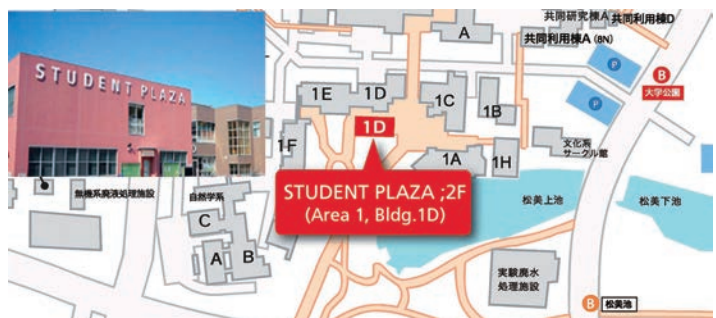 STUDENT PLAZA
A
共同研究棟A
共同利用棟D
共同利用棟A (8N)
P
B
大学公園
1E
1D
1C
1B
P
1D
文化系
サークル館
1F
1A
1H
STUDENT PLAZA ;2F
(Area 1, Bldg.1D)
無機系廃液処理施設
自然学系
C
A
B
松美上池
松美下池
実験廃水
処理施設
B
松美池